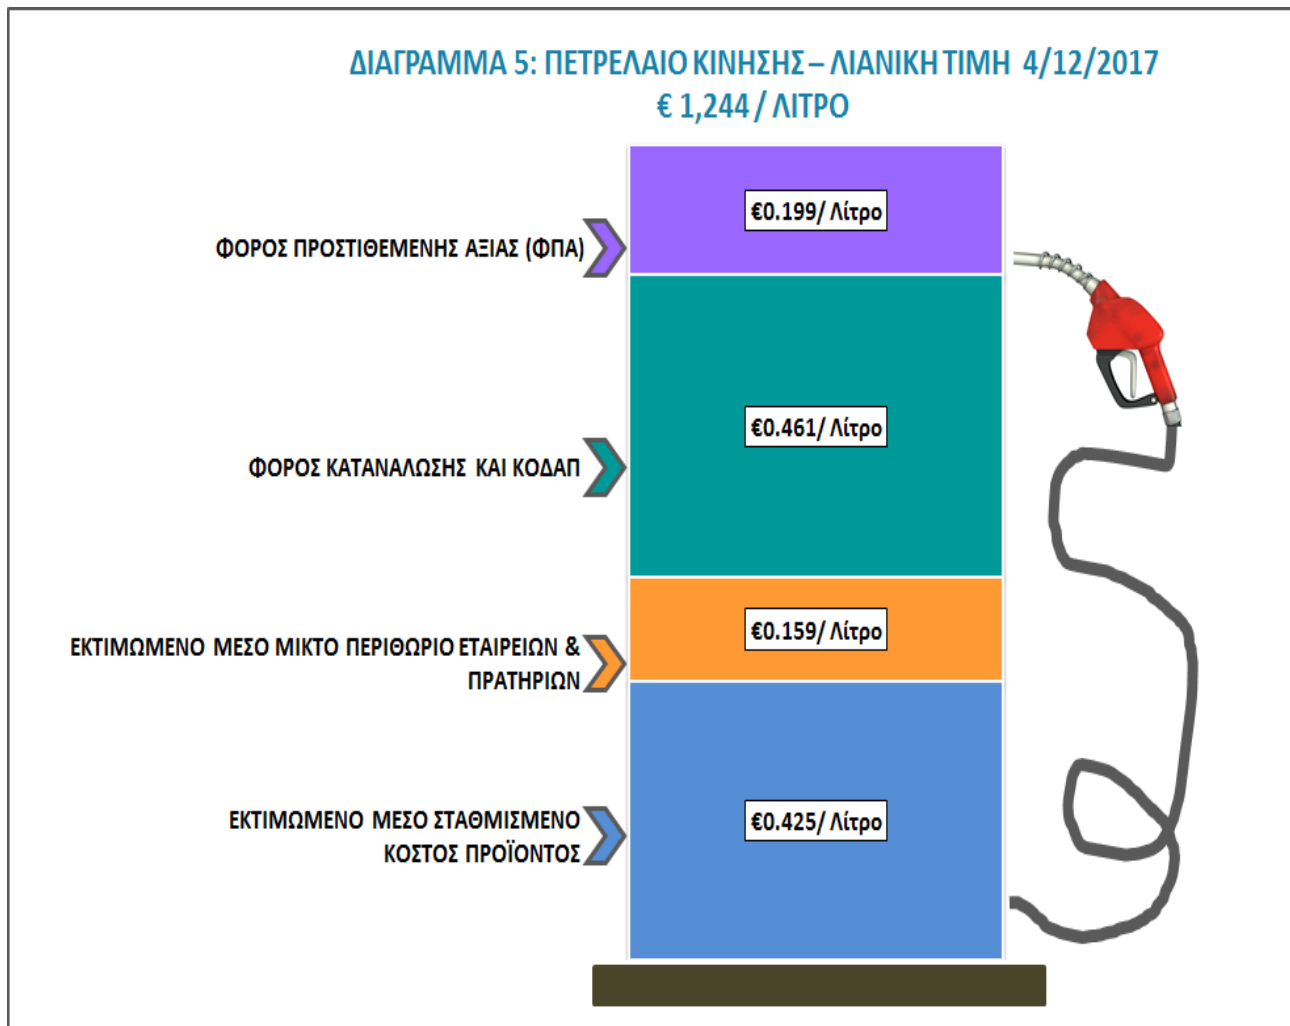 ΔΙΑΓΡΑΜΜΑ 5: ΠΕΤΡΕΛΑΙΟ ΚΙΝΗΣΗΣ – ΛΙΑΝΙΚΗ ΤΙΜΗ 4/12/2017
€ 1,244 / ΛΙΤΡΟ
€0.199/ Λίτρο
ΦΟΡΟΣ ΠΡΟΣΤΙΘΕΜΕΝΗΣ ΑΞΙΑΣ (ΦΠΑ)
€0.461/ Λίτρο
ΦΟΡΟΣ ΚΑΤΑΝΑΛΩΣΗΣ ΚΑΙ ΚΟΔΑΠ
€0.159/ Λίτρο
ΕΚΤΙΜΩΜΕΝΟ ΜΕΣΟ ΜΙΚΤΟ ΠΕΡΙΘΩΡΙΟ ΕΤΑΙΡΕΙΩΝ &
ΠΡΑΤΗΡΙΩΝ
€0.425/ Λίτρο
ΕΚΤΙΜΩΜΕΝΟ ΜΕΣΟ ΣΤΑΘΜΙΣΜΕΝΟ
ΚΟΣΤΟΣ ΠΡΟΪΟΝΤΟΣ